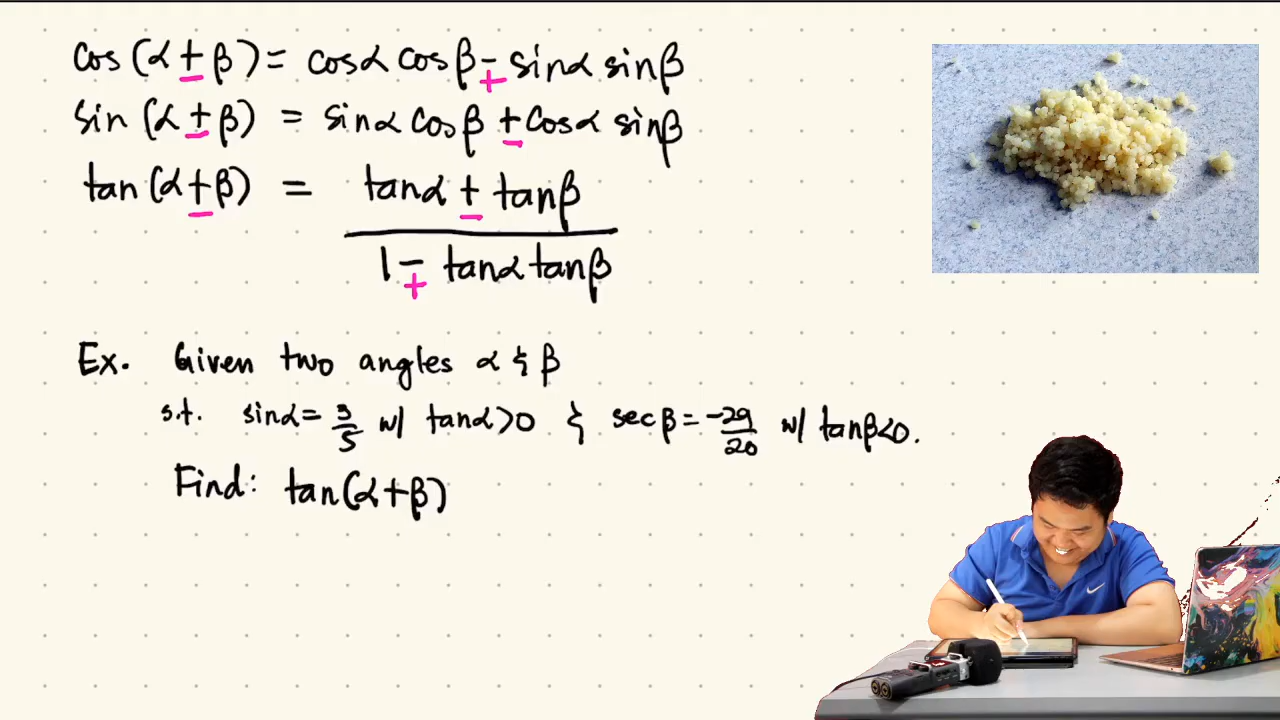 cos (α ± β) = cosα cosβ ∓ sinα sinβ
sin (α ± β) = sinα cosβ ± cosα sinβ
tan (α ± β) = tanα ± tanβ
1 ∓ tanα tanβ
Ex. Given two angles α & β
s.t. sinα = 3/5 w/ tanα>0 & secβ = -29/20 w/ tanβ<0.
Find: tan(α+β)